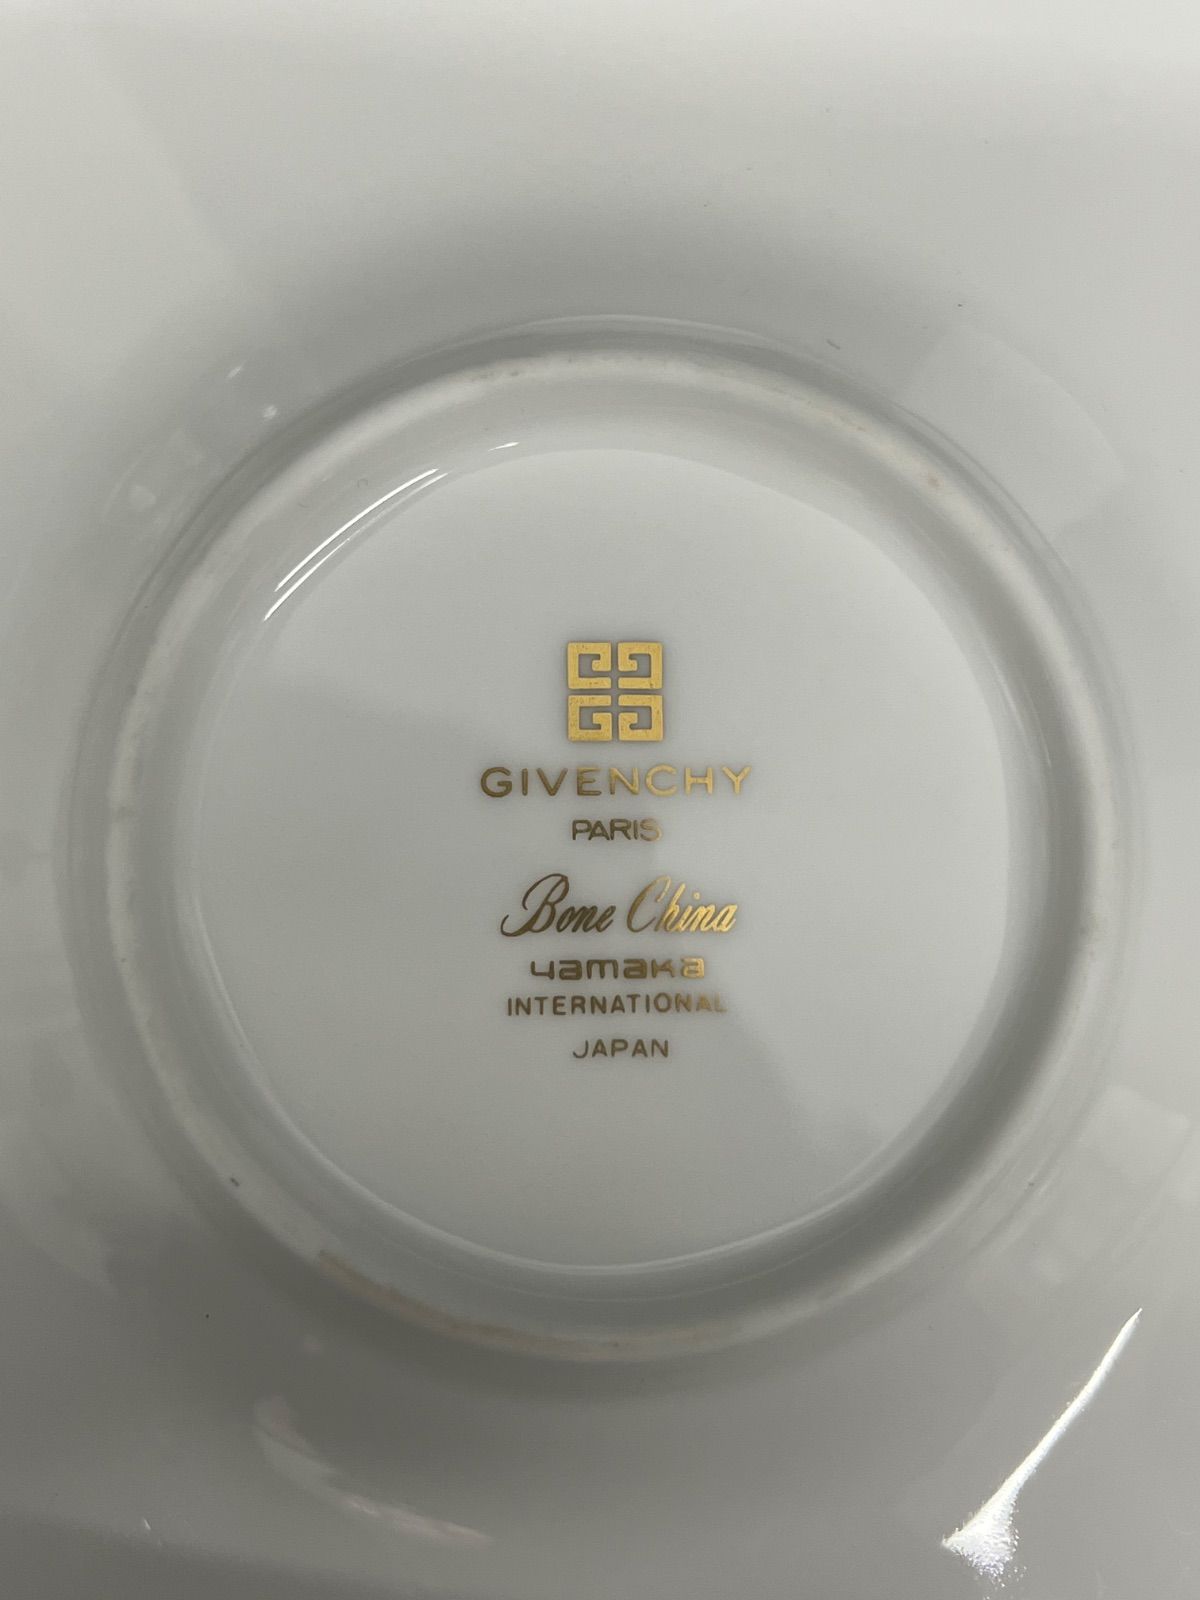 GIVENCHY
PARIS
Bone China
yamaka
INTERNATIONAL
JAPAN